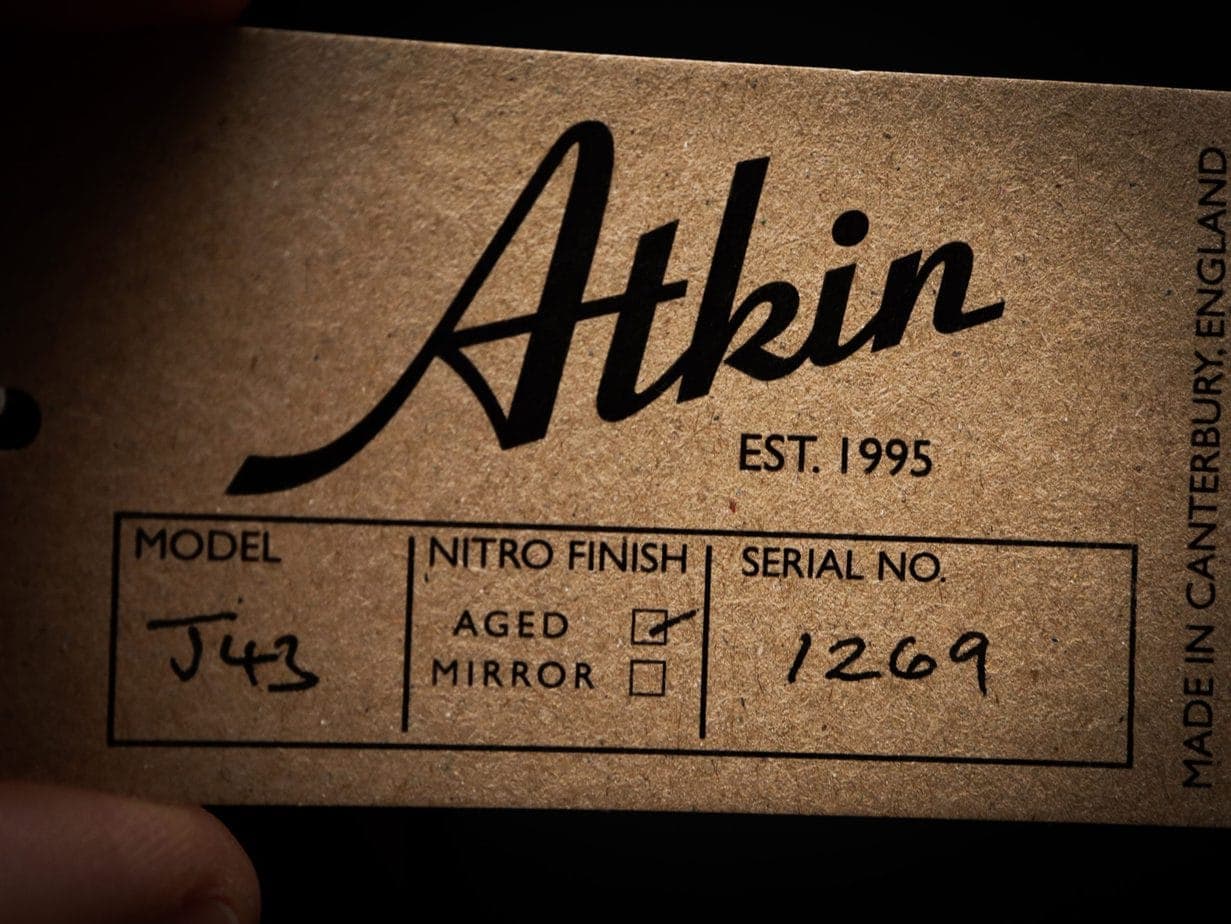 Atkin
EST. 1995
MODEL
J43
NITRO FINISH
AGED
MIRROR
SERIAL NO.
1269
MADE IN CANTERBURY, ENGLAND